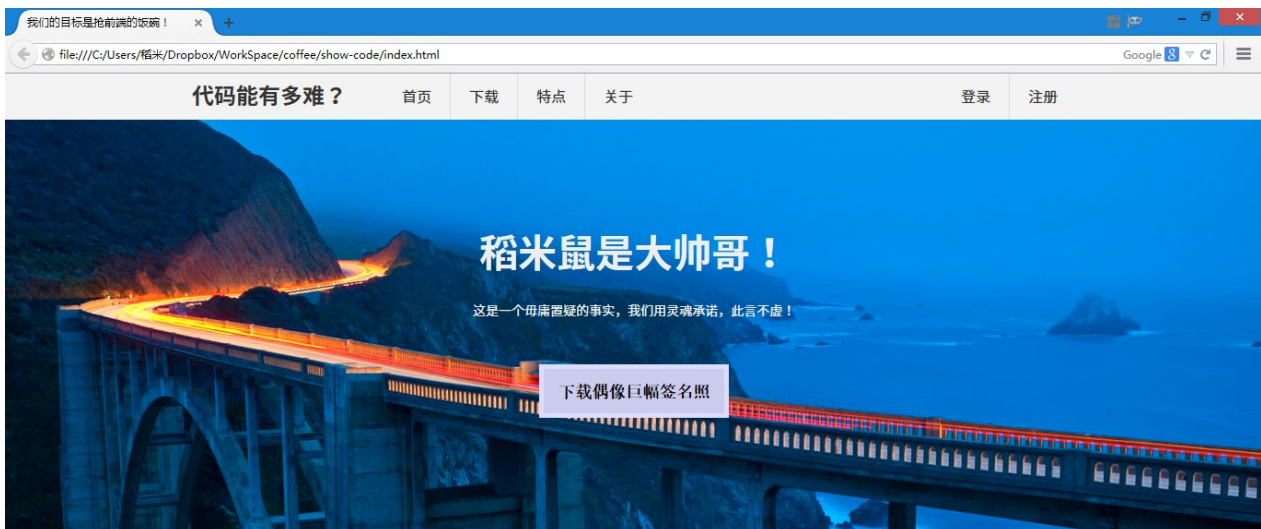 我们的目标是抢前端的饭碗！ × +
file:///C:/Users/稻米/Dropbox/WorkSpace/coffee/show-code/index.html
Google 8
代码能有多难？ 首页 下载 特点 关于 登录 注册
稻米鼠是大帅哥！
这是一个毋庸置疑的事实，我们用灵魂承诺，此言不虚！
下载偶像巨幅签名照